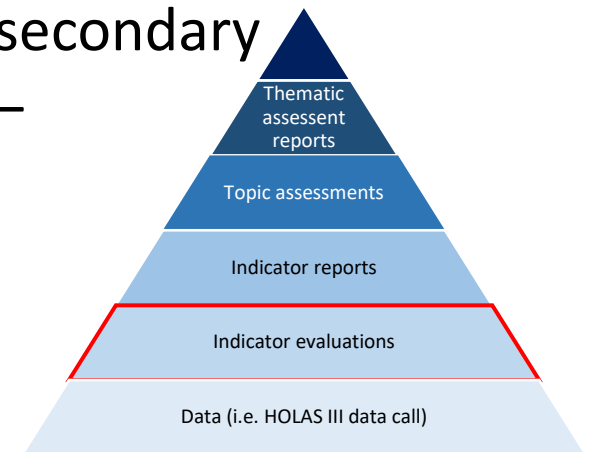 secondary
–
Thematic
assessent
reports
Topic assessments
Indicator reports
Indicator evaluations
Data (i.e. HOLAS III data call)